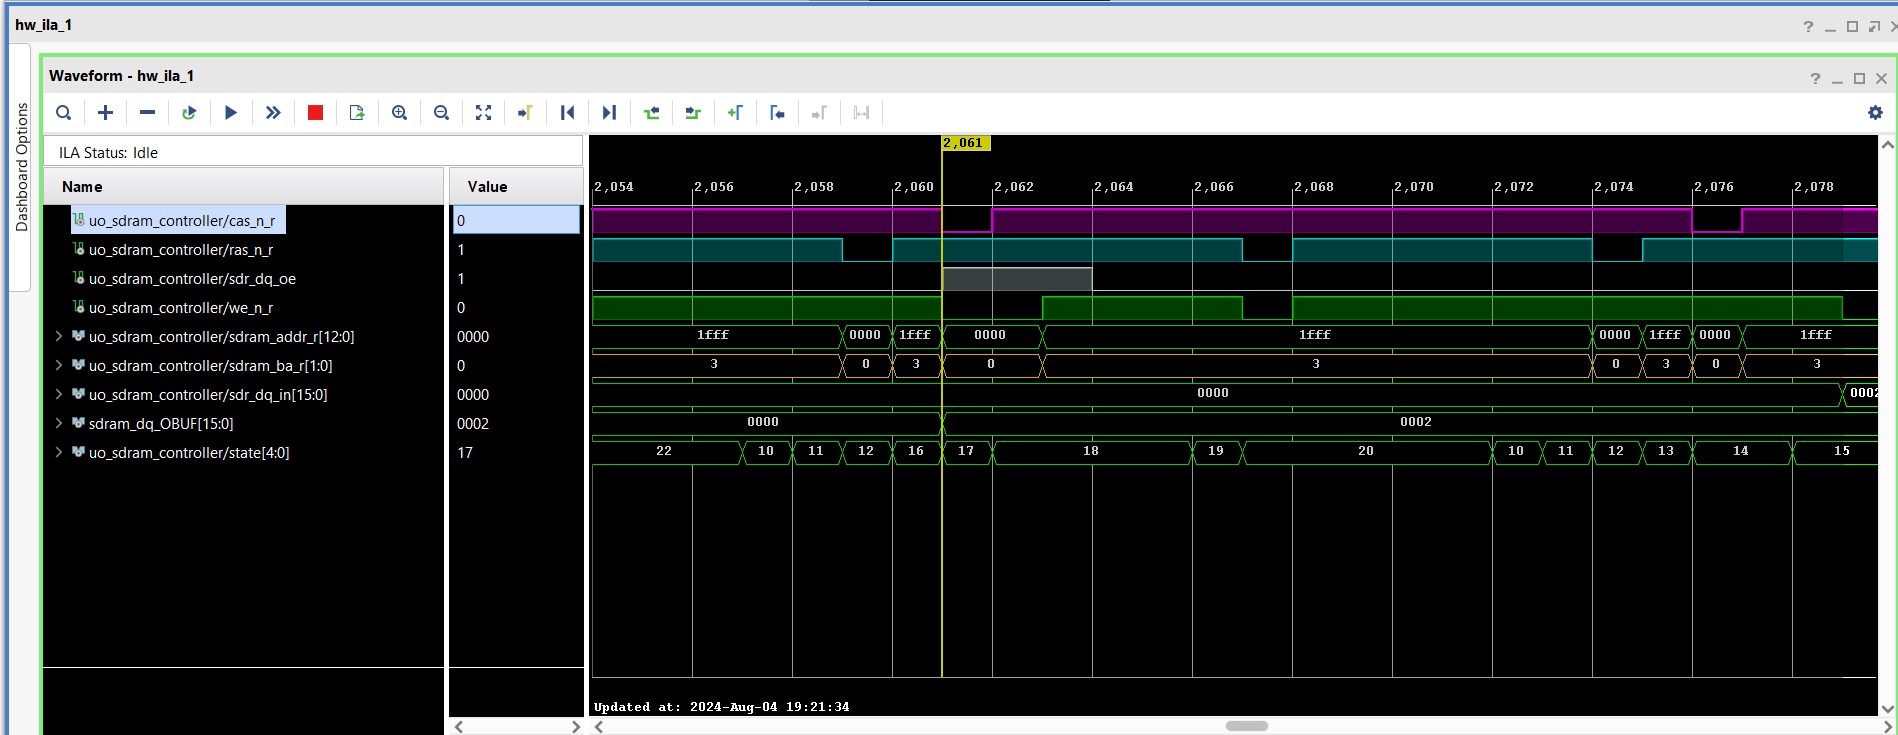 hw_ila_1
Dashboard Options
Waveform - hw_ila_1
ILA Status: Idle
Name Value
2,061
2,054 2,056 2,058 2,060 2,062 2,064 2,066 2,068 2,070 2,072 2,074 2,076 2,078
uo_sdram_controller/cas_n_r 0
uo_sdram_controller/ras_n_r 1
uo_sdram_controller/sdr_dq_oe 1
uo_sdram_controller/we_n_r 0
uo_sdram_controller/sdram_addr_r[12:0] 0000 1fff 0000 1fff 0000 1fff 0000 1fff 0000 1fff
uo_sdram_controller/sdram_ba_r[1:0] 0 3 0 3 0 3 0 3 0 3
uo_sdram_controller/sdr_dq_in[15:0] 0000 0000 0002
sdram_dq_OBUF[15:0] 0002 0000 0002
uo_sdram_controller/state[4:0] 17 22 10 11 12 16 17 18 19 20 10 11 12 13 14 15
Updated at: 2024-Aug-04 19:21:34